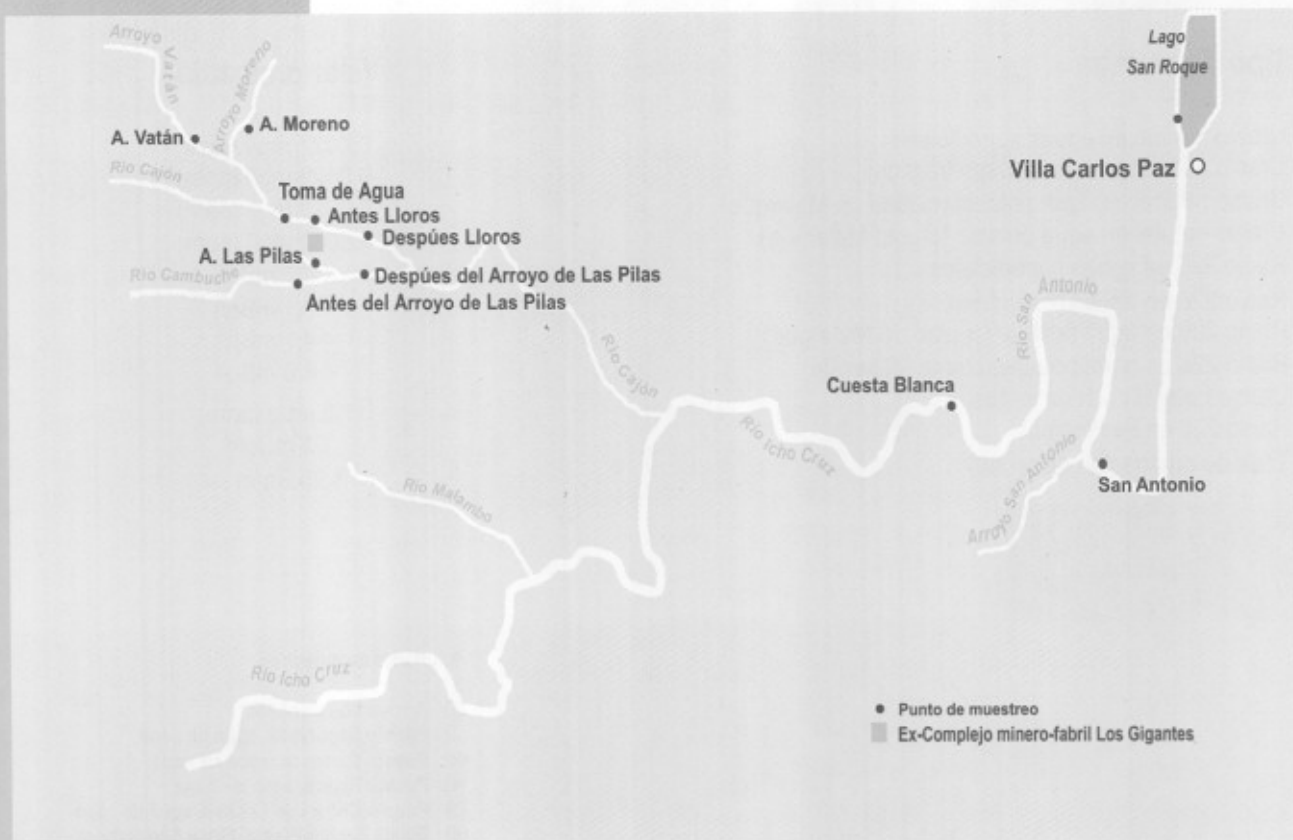 Arroyo
Vatán
Arroyo Moreno
Lago
San Roque
A. Vatán
A. Moreno
Villa Carlos Paz
Río Cajón
Toma de Agua
Antes Lloros
Despúes Lloros
A. Las Pilas
Río Cambuche
Despúes del Arroyo de Las Pilas
Antes del Arroyo de Las Pilas
Río San
Antonio
Río Cajón
Cuesta Blanca
Río Icho Cruz
Arroyo San Antonio
San Antonio
Río Malambo
Río Icho Cruz
Punto de muestreo
Ex-Complejo minero-fabril Los Gigantes